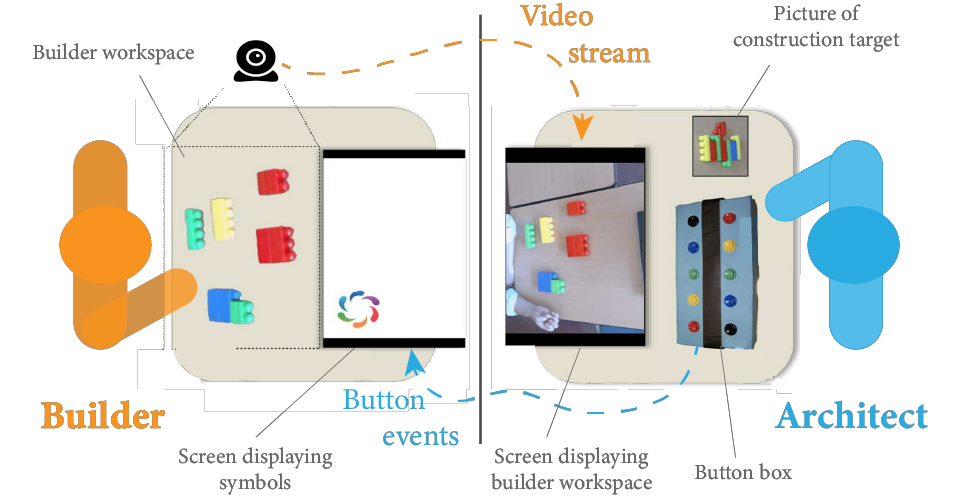 Video
stream
Picture of
construction target
Builder workspace
Button
events
Builder
Architect
Screen displaying
symbols
Screen displaying
builder workspace
Button box